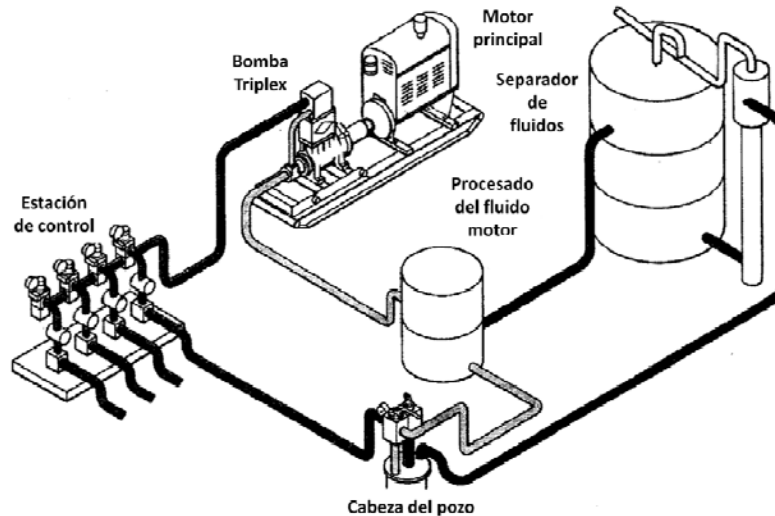 Motor
principal
Bomba
Triplex
Separador
de
fluidos
Procesado
del fluido
motor
Estación
de control
Cabeza del pozo